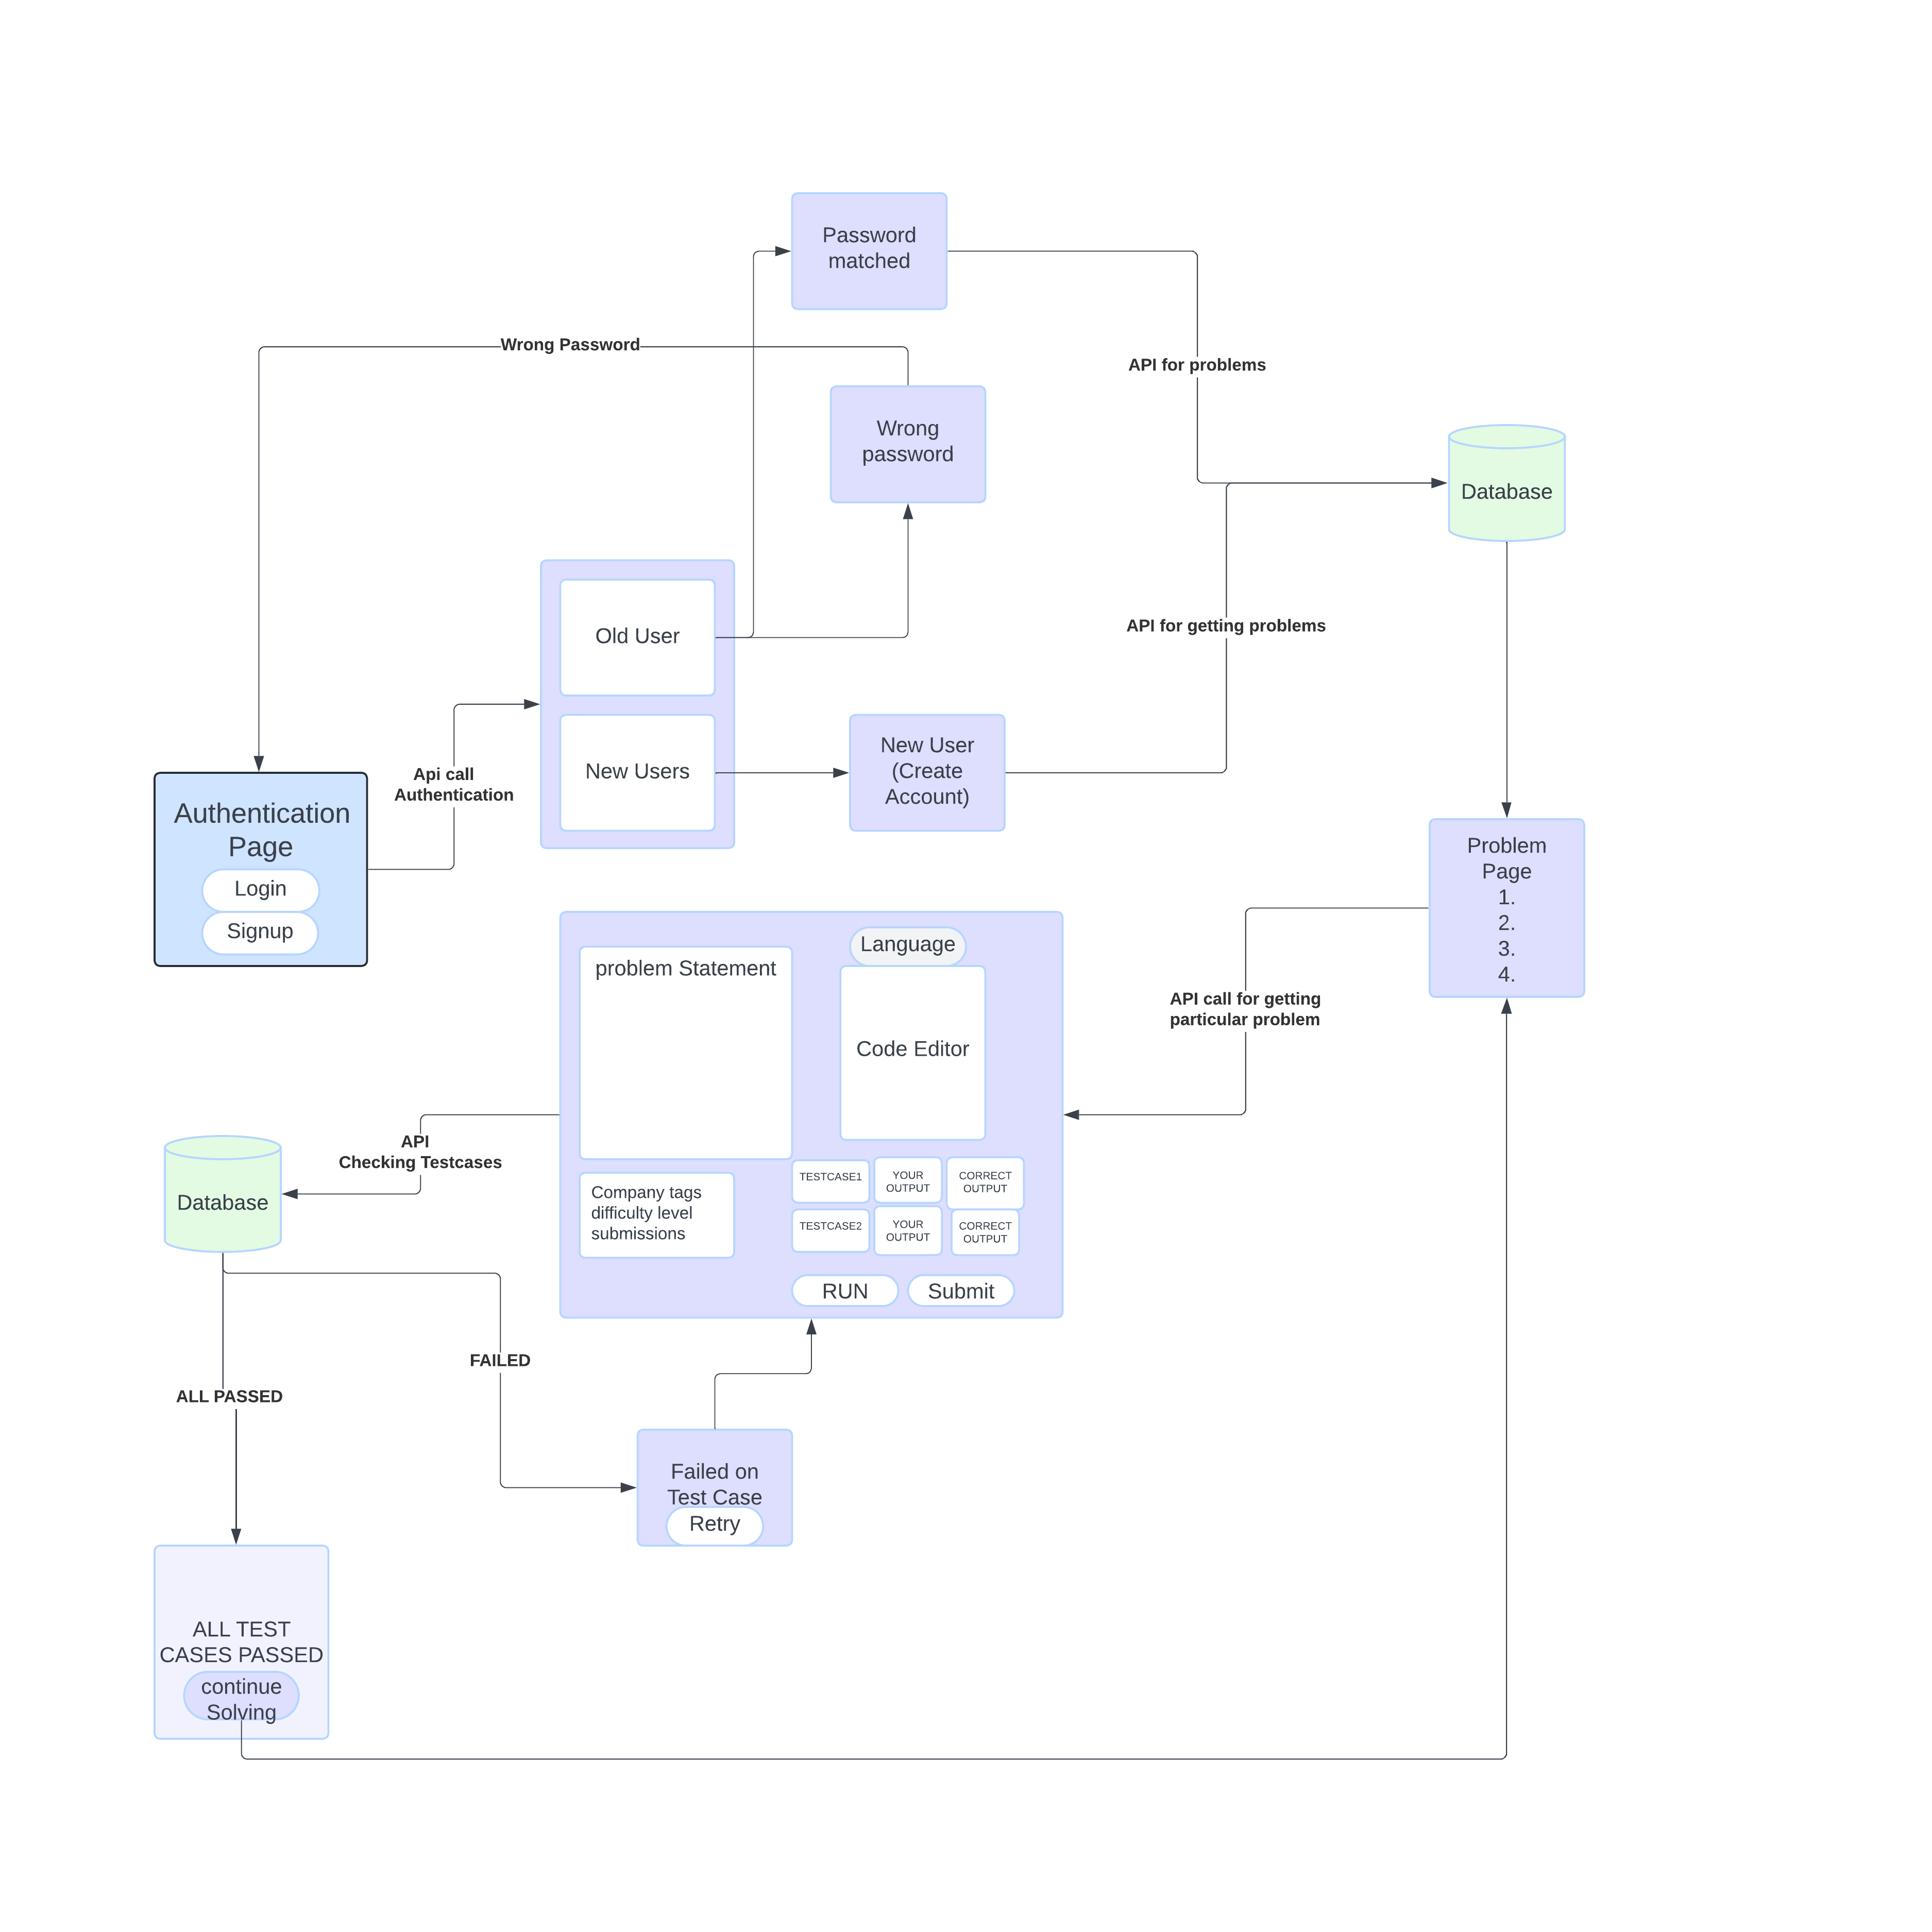 Password
matched
Wrong Password
API for problems
Wrong
password
Database
Old User
API for getting problems
New Users
New User
(Create
Account)
Api call
Authentication
Authentication
Page
Login
Signup
Problem
Page
1.
2.
3.
4.
Language
problem Statement
Code Editor
API call for getting
particular problem
API
Checking Testcases
Database
Company tags
difficulty level
submissions
TESTCASE1
YOUR
OUTPUT
CORRECT
OUTPUT
TESTCASE2
YOUR
OUTPUT
CORRECT
OUTPUT
RUN
Submit
FAILED
ALL PASSED
Failed on
Test Case
Retry
ALL TEST
CASES PASSED
continue
Solving